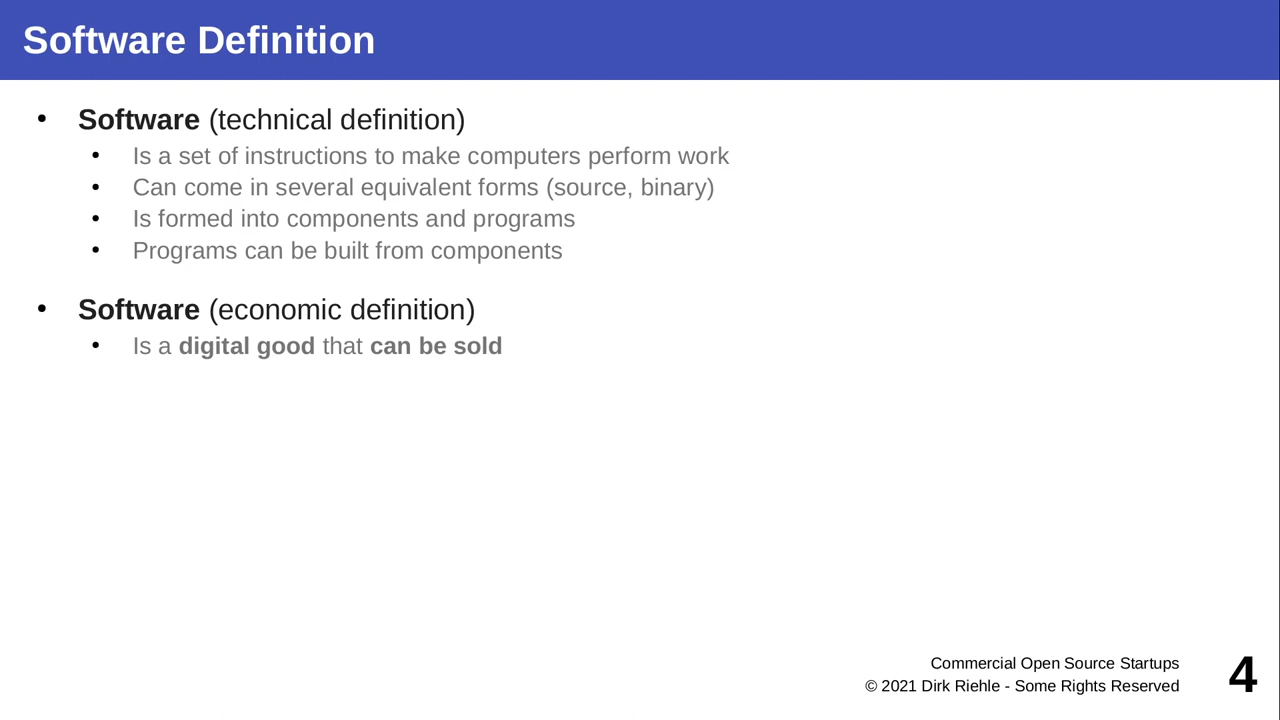 Software Definition
• Software (technical definition)
• Is a set of instructions to make computers perform work
• Can come in several equivalent forms (source, binary)
• Is formed into components and programs
• Programs can be built from components
• Software (economic definition)
• Is a digital good that can be sold
Commercial Open Source Startups
© 2021 Dirk Riehle - Some Rights Reserved
4